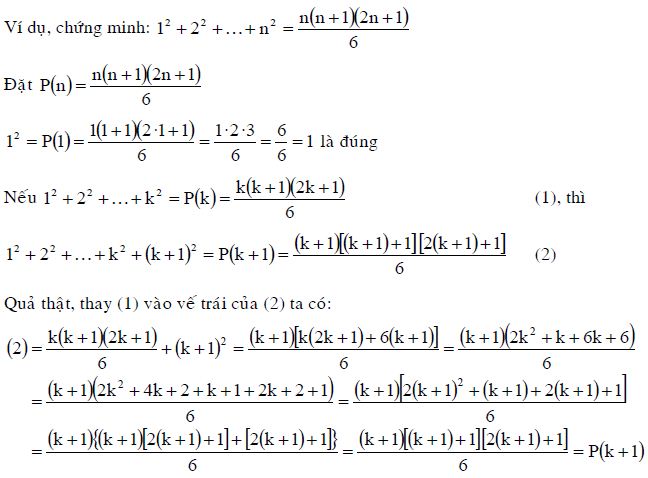 Ví dụ, chứng minh: 1² + 2² + … + n² = n(n + 1)(2n + 1)/6
Đặt P(n) = n(n + 1)(2n + 1)/6
1² = P(1) = 1(1 + 1)(2 · 1 + 1)/6 = 1 · 2 · 3/6 = 6/6 = 1 là đúng
Nếu 1² + 2² + … + k² = P(k) = k(k + 1)(2k + 1)/6 (1), thì
1² + 2² + … + k² + (k + 1)² = P(k + 1) = (k + 1)[(k + 1) + 1][2(k + 1) + 1]/6 (2)
Quả thật, thay (1) vào vế trái của (2) ta có:
(2) = k(k + 1)(2k + 1)/6 + (k + 1)² = (k + 1)[k(2k + 1) + 6(k + 1)]/6 = (k + 1)(2k² + k + 6k + 6)/6
= (k + 1)(2k² + 4k + 2 + k + 1 + 2k + 2 + 1)/6 = (k + 1)[2(k + 1)² + (k + 1) + 2(k + 1) + 1]/6
= (k + 1){(k + 1)[2(k + 1) + 1] + [2(k + 1) + 1]}/6 = (k + 1)[(k + 1) + 1][2(k + 1) + 1]/6 = P(k + 1)